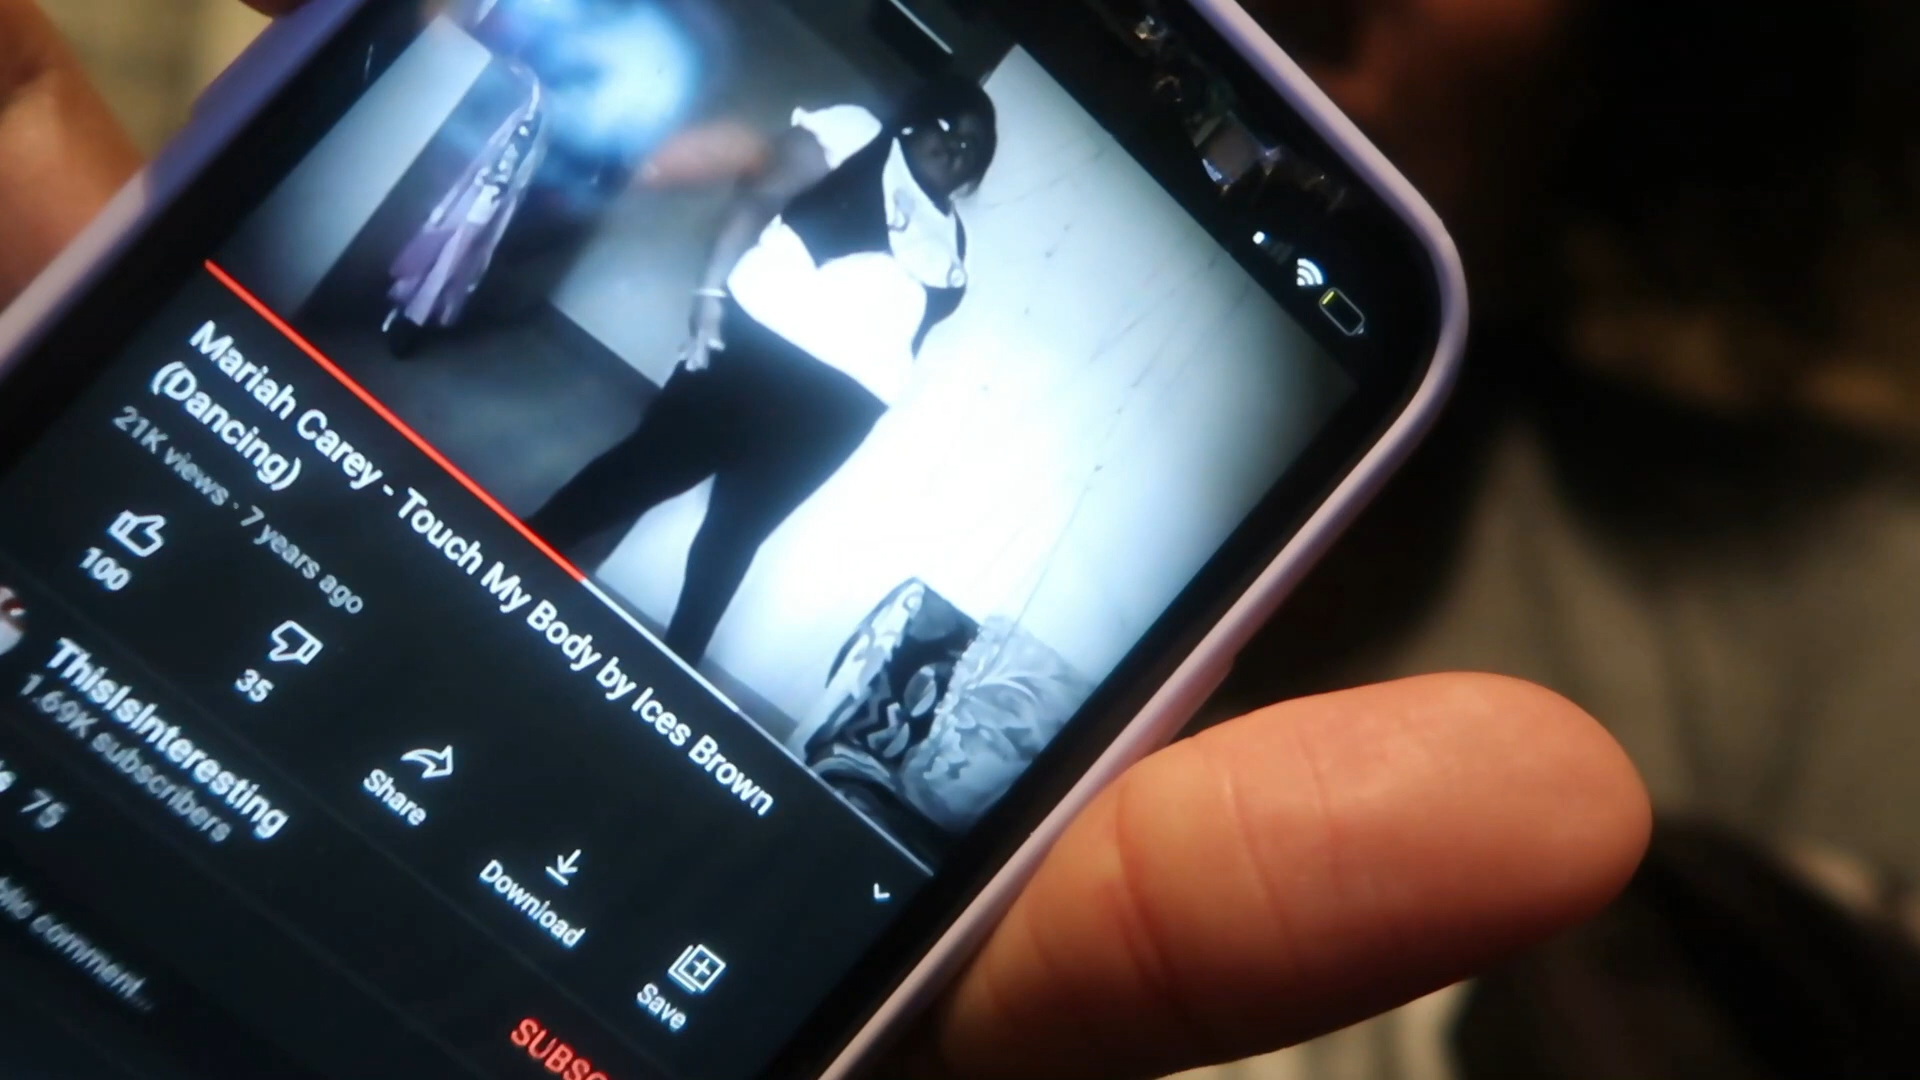 Mariah Carey - Touch My Body by Ices Brown
(Dancing)
21K views · 7 years ago
100
35
Share
Download
Save
ThisIsInteresting
1.69K subscribers
75
comment...